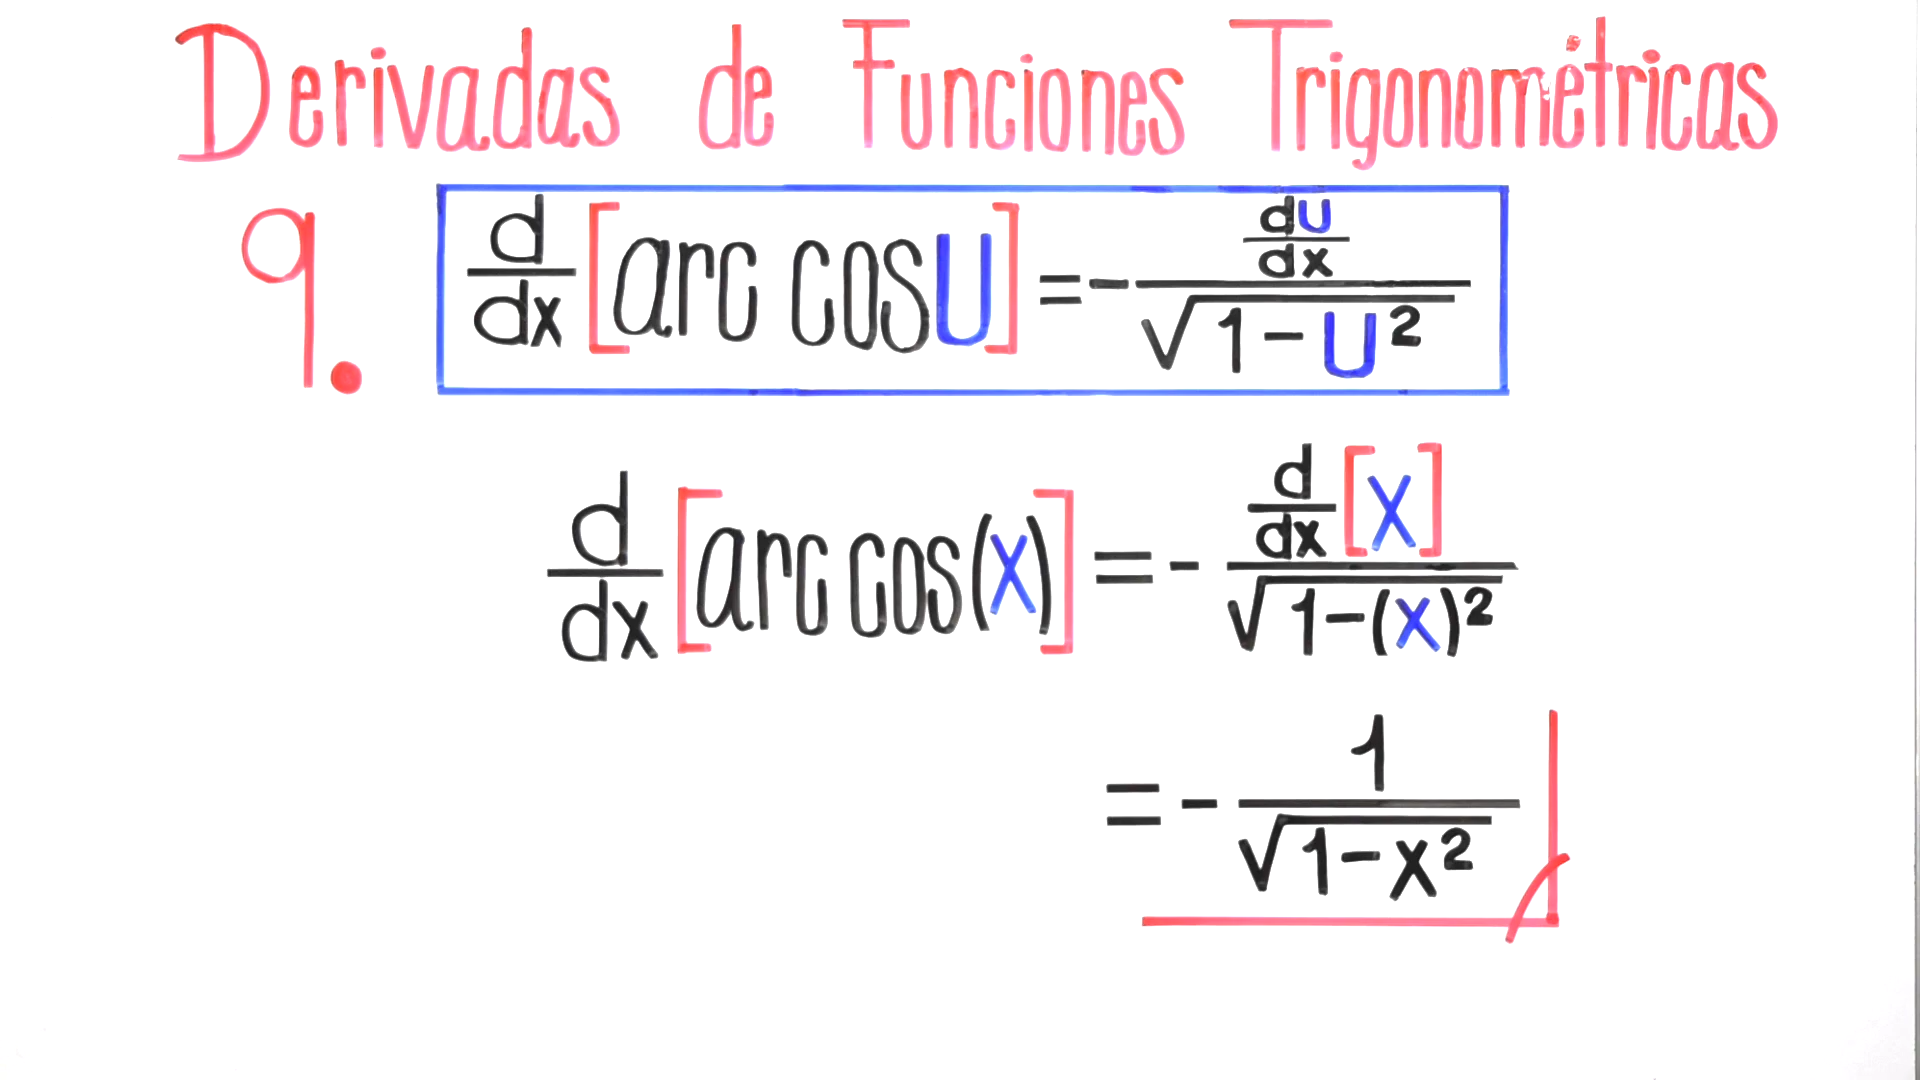 Derivadas de Funciones Trigonométricas
9. d/dx [arc cos U] = - (dU/dx) / √(1 - U²)
d/dx [arc cos(x)] = - (d/dx [x]) / √(1 - (x)²)
= - 1 / √(1 - x²)